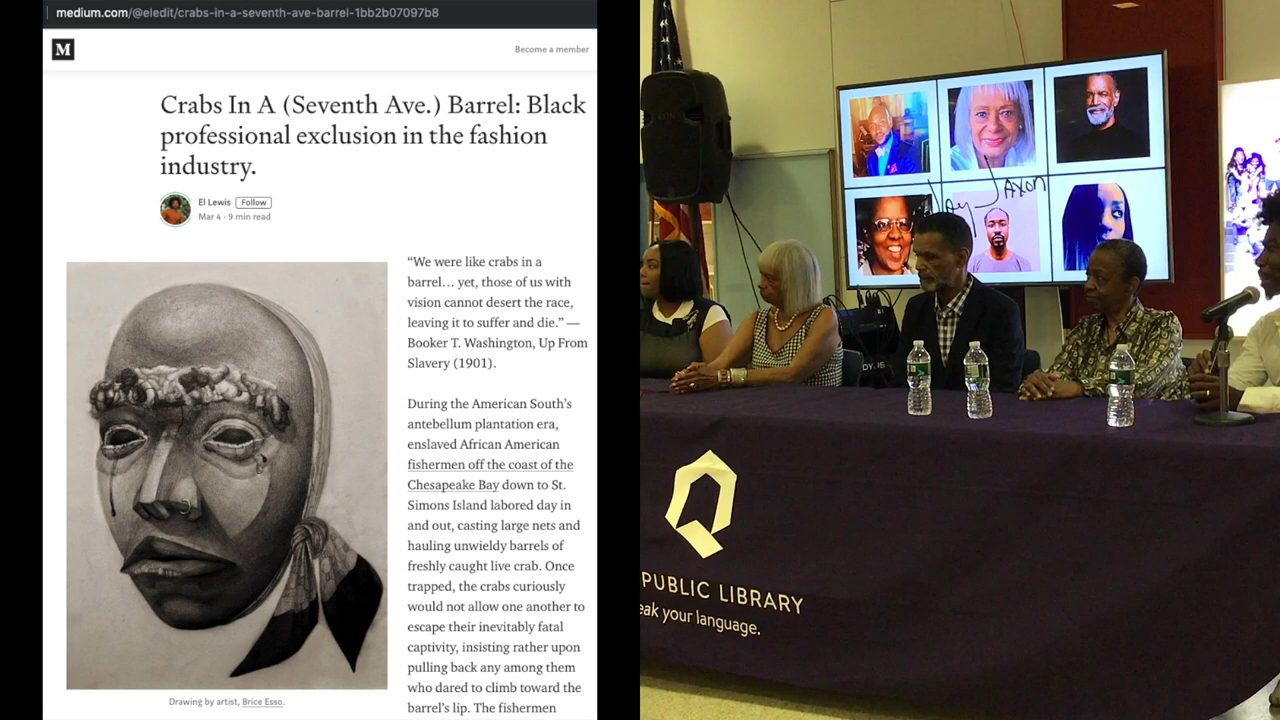 medium.com/@eledit/crabs-in-a-seventh-ave-barrel-1bb2b07097b8
M
Become a member
Crabs In A (Seventh Ave.) Barrel: Black
professional exclusion in the fashion
industry.
El Lewis Follow
Mar 4 · 9 min read
“We were like crabs in a
barrel… yet, those of us with
vision cannot desert the race,
leaving it to suffer and die.” —
Booker T. Washington, Up From
Slavery (1901).
During the American South’s
antebellum plantation era,
enslaved African American
fishermen off the coast of the
Chesapeake Bay down to St.
Simons Island labored day in
and out, casting large nets and
hauling unwieldy barrels of
freshly caught live crab. Once
trapped, the crabs curiously
would not allow one another to
escape their inevitably fatal
captivity, insisting rather upon
pulling back any among them
who dared to climb toward the
barrel’s lip. The fishermen
Drawing by artist, Brice Esso.
Jay Jaxon
Q
PUBLIC LIBRARY
eak your language.